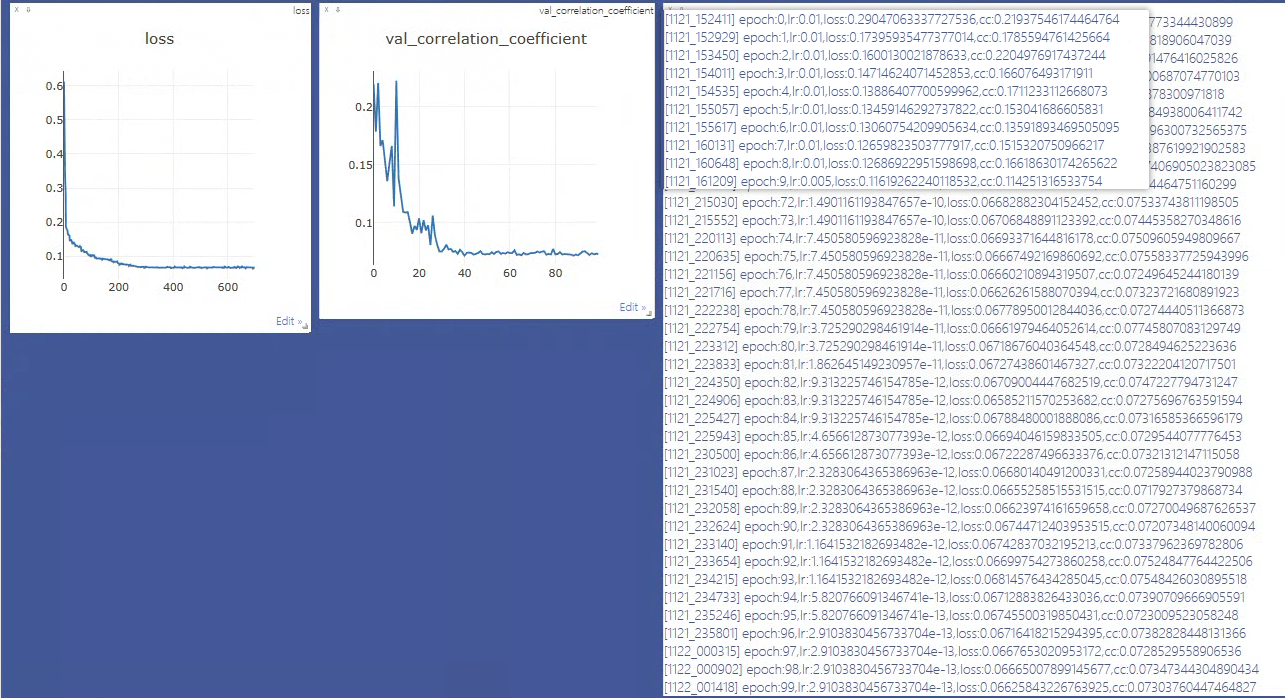 x ⇕ loss
loss
0.6
0.5
0.4
0.3
0.2
0.1
0
200
400
600
Edit »
x ⇕ val_correlation_coefficient
val_correlation_coefficient
0.2
0.15
0.1
0
20
40
60
80
Edit »
[1121_152411] epoch:0,lr:0.01,loss:0.29047063337727536,cc:0.21937546174464764
[1121_152929] epoch:1,lr:0.01,loss:0.17395935477377014,cc:0.1785594761425664
[1121_153450] epoch:2,lr:0.01,loss:0.1600130021878633,cc:0.2204976917437244
[1121_154011] epoch:3,lr:0.01,loss:0.14714624071452853,cc:0.166076493171911
[1121_154535] epoch:4,lr:0.01,loss:0.13886407700599962,cc:0.1711233112668073
[1121_155057] epoch:5,lr:0.01,loss:0.13459146292737822,cc:0.153041686605831
[1121_155617] epoch:6,lr:0.01,loss:0.13060754209905634,cc:0.13591893469505095
[1121_160131] epoch:7,lr:0.01,loss:0.12659823503777917,cc:0.1515320750966217
[1121_160648] epoch:8,lr:0.01,loss:0.12686922951598698,cc:0.16618630174265622
[1121_161209] epoch:9,lr:0.005,loss:0.11619262240118532,cc:0.114251316533754
773344430899
818906047039
01476416025826
00687074770103
378300971818
84938006411742
96300732565375
387619921902583
7406905023823085
4464751160299
[1121_215030] epoch:72,lr:1.4901161193847657e-10,loss:0.06682882304152452,cc:0.07533743811198505
[1121_215552] epoch:73,lr:1.4901161193847657e-10,loss:0.06706848891123392,cc:0.07445358270348616
[1121_220113] epoch:74,lr:7.450580596923828e-11,loss:0.06693371644816178,cc:0.07509605949809667
[1121_220635] epoch:75,lr:7.450580596923828e-11,loss:0.06667492169860692,cc:0.07558337725943996
[1121_221156] epoch:76,lr:7.450580596923828e-11,loss:0.06660210894319507,cc:0.07249645244180139
[1121_221716] epoch:77,lr:7.450580596923828e-11,loss:0.06626261588070394,cc:0.07323721680891923
[1121_222238] epoch:78,lr:7.450580596923828e-11,loss:0.06778950012844036,cc:0.07274440511366873
[1121_222754] epoch:79,lr:3.725290298461914e-11,loss:0.06661979464052614,cc:0.07745807083129749
[1121_223312] epoch:80,lr:3.725290298461914e-11,loss:0.06718676040364548,cc:0.0728494625223636
[1121_223833] epoch:81,lr:1.862645149230957e-11,loss:0.06727438601467327,cc:0.07322204120717501
[1121_224350] epoch:82,lr:9.313225746154785e-12,loss:0.06709004447682519,cc:0.0747227794731247
[1121_224906] epoch:83,lr:9.313225746154785e-12,loss:0.06585211570253682,cc:0.07275696763591594
[1121_225427] epoch:84,lr:9.313225746154785e-12,loss:0.06788480001888086,cc:0.07316585366596179
[1121_225943] epoch:85,lr:4.656612873077393e-12,loss:0.06694046159833505,cc:0.0729544077776453
[1121_230500] epoch:86,lr:4.656612873077393e-12,loss:0.06722287496633376,cc:0.07321312147115058
[1121_231023] epoch:87,lr:2.3283064365386963e-12,loss:0.06680140491200331,cc:0.07258944023790988
[1121_231540] epoch:88,lr:2.3283064365386963e-12,loss:0.06655258515531515,cc:0.0717927379868734
[1121_232058] epoch:89,lr:2.3283064365386963e-12,loss:0.06623974161659658,cc:0.07270049687626537
[1121_232624] epoch:90,lr:2.3283064365386963e-12,loss:0.06744712403953515,cc:0.07207348140060094
[1121_233140] epoch:91,lr:1.1641532182693482e-12,loss:0.06742837032195213,cc:0.07337962369782806
[1121_233654] epoch:92,lr:1.1641532182693482e-12,loss:0.06699754273860258,cc:0.07524847764422506
[1121_234215] epoch:93,lr:1.1641532182693482e-12,loss:0.06814576434285045,cc:0.07548426030895518
[1121_234733] epoch:94,lr:5.820766091346741e-13,loss:0.06712883826433036,cc:0.07390709666905591
[1121_235246] epoch:95,lr:5.820766091346741e-13,loss:0.06745500319850431,cc:0.0723009523058248
[1121_235801] epoch:96,lr:2.9103830456733704e-13,loss:0.06716418215294395,cc:0.07382828448131366
[1122_000315] epoch:97,lr:2.9103830456733704e-13,loss:0.0667653020953172,cc:0.0728529558906536
[1122_000902] epoch:98,lr:2.9103830456733704e-13,loss:0.06665007899145677,cc:0.0734734430489​0434
[1122_001418] epoch:99,lr:2.9103830456733704e-13,loss:0.06625843226763925,cc:0.07303760447464827